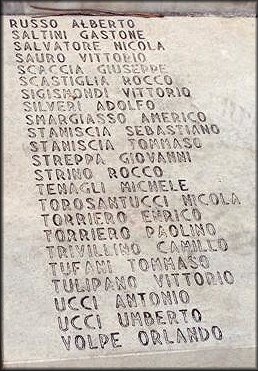 RUSSO ALBERTO
SALTINI GASTONE
SALVATORE NICOLA
SAURO VITTORIO
SCACCIA GIUSEPPE
SCASTIGLIA ROCCO
SIGISMONDI VITTORIO
SILVERI ADOLFO
SMARGIASSO AMERICO
STANISCIA SEBASTIANO
STANISCIA TOMMASO
STREPPA GIOVANNI
STRINO ROCCO
TENAGLI MICHELE
TOROSANTUCCI NICOLA
TORRIERO ENRICO
TORRIERO PAOLINO
TRIVILLINO CAMILLO
TUFANI TOMMASO
TULIPANO VITTORIO
UCCI ANTONIO
UCCI UMBERTO
VOLPE ORLANDO